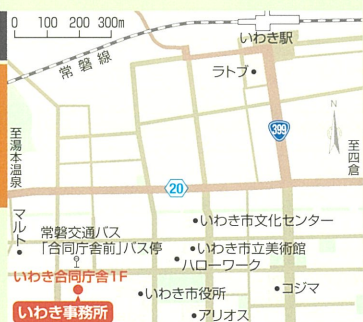 0 100 200 300m
いわき駅
常磐線
ラトブ
N
399
至湯本温泉
至四倉
20
マルト
いわき市文化センター
常磐交通バス
「合同庁舎前」バス停
いわき市立美術館
ハローワーク
いわき合同庁舎1F
いわき市役所
コジマ
いわき事務所
アリオス